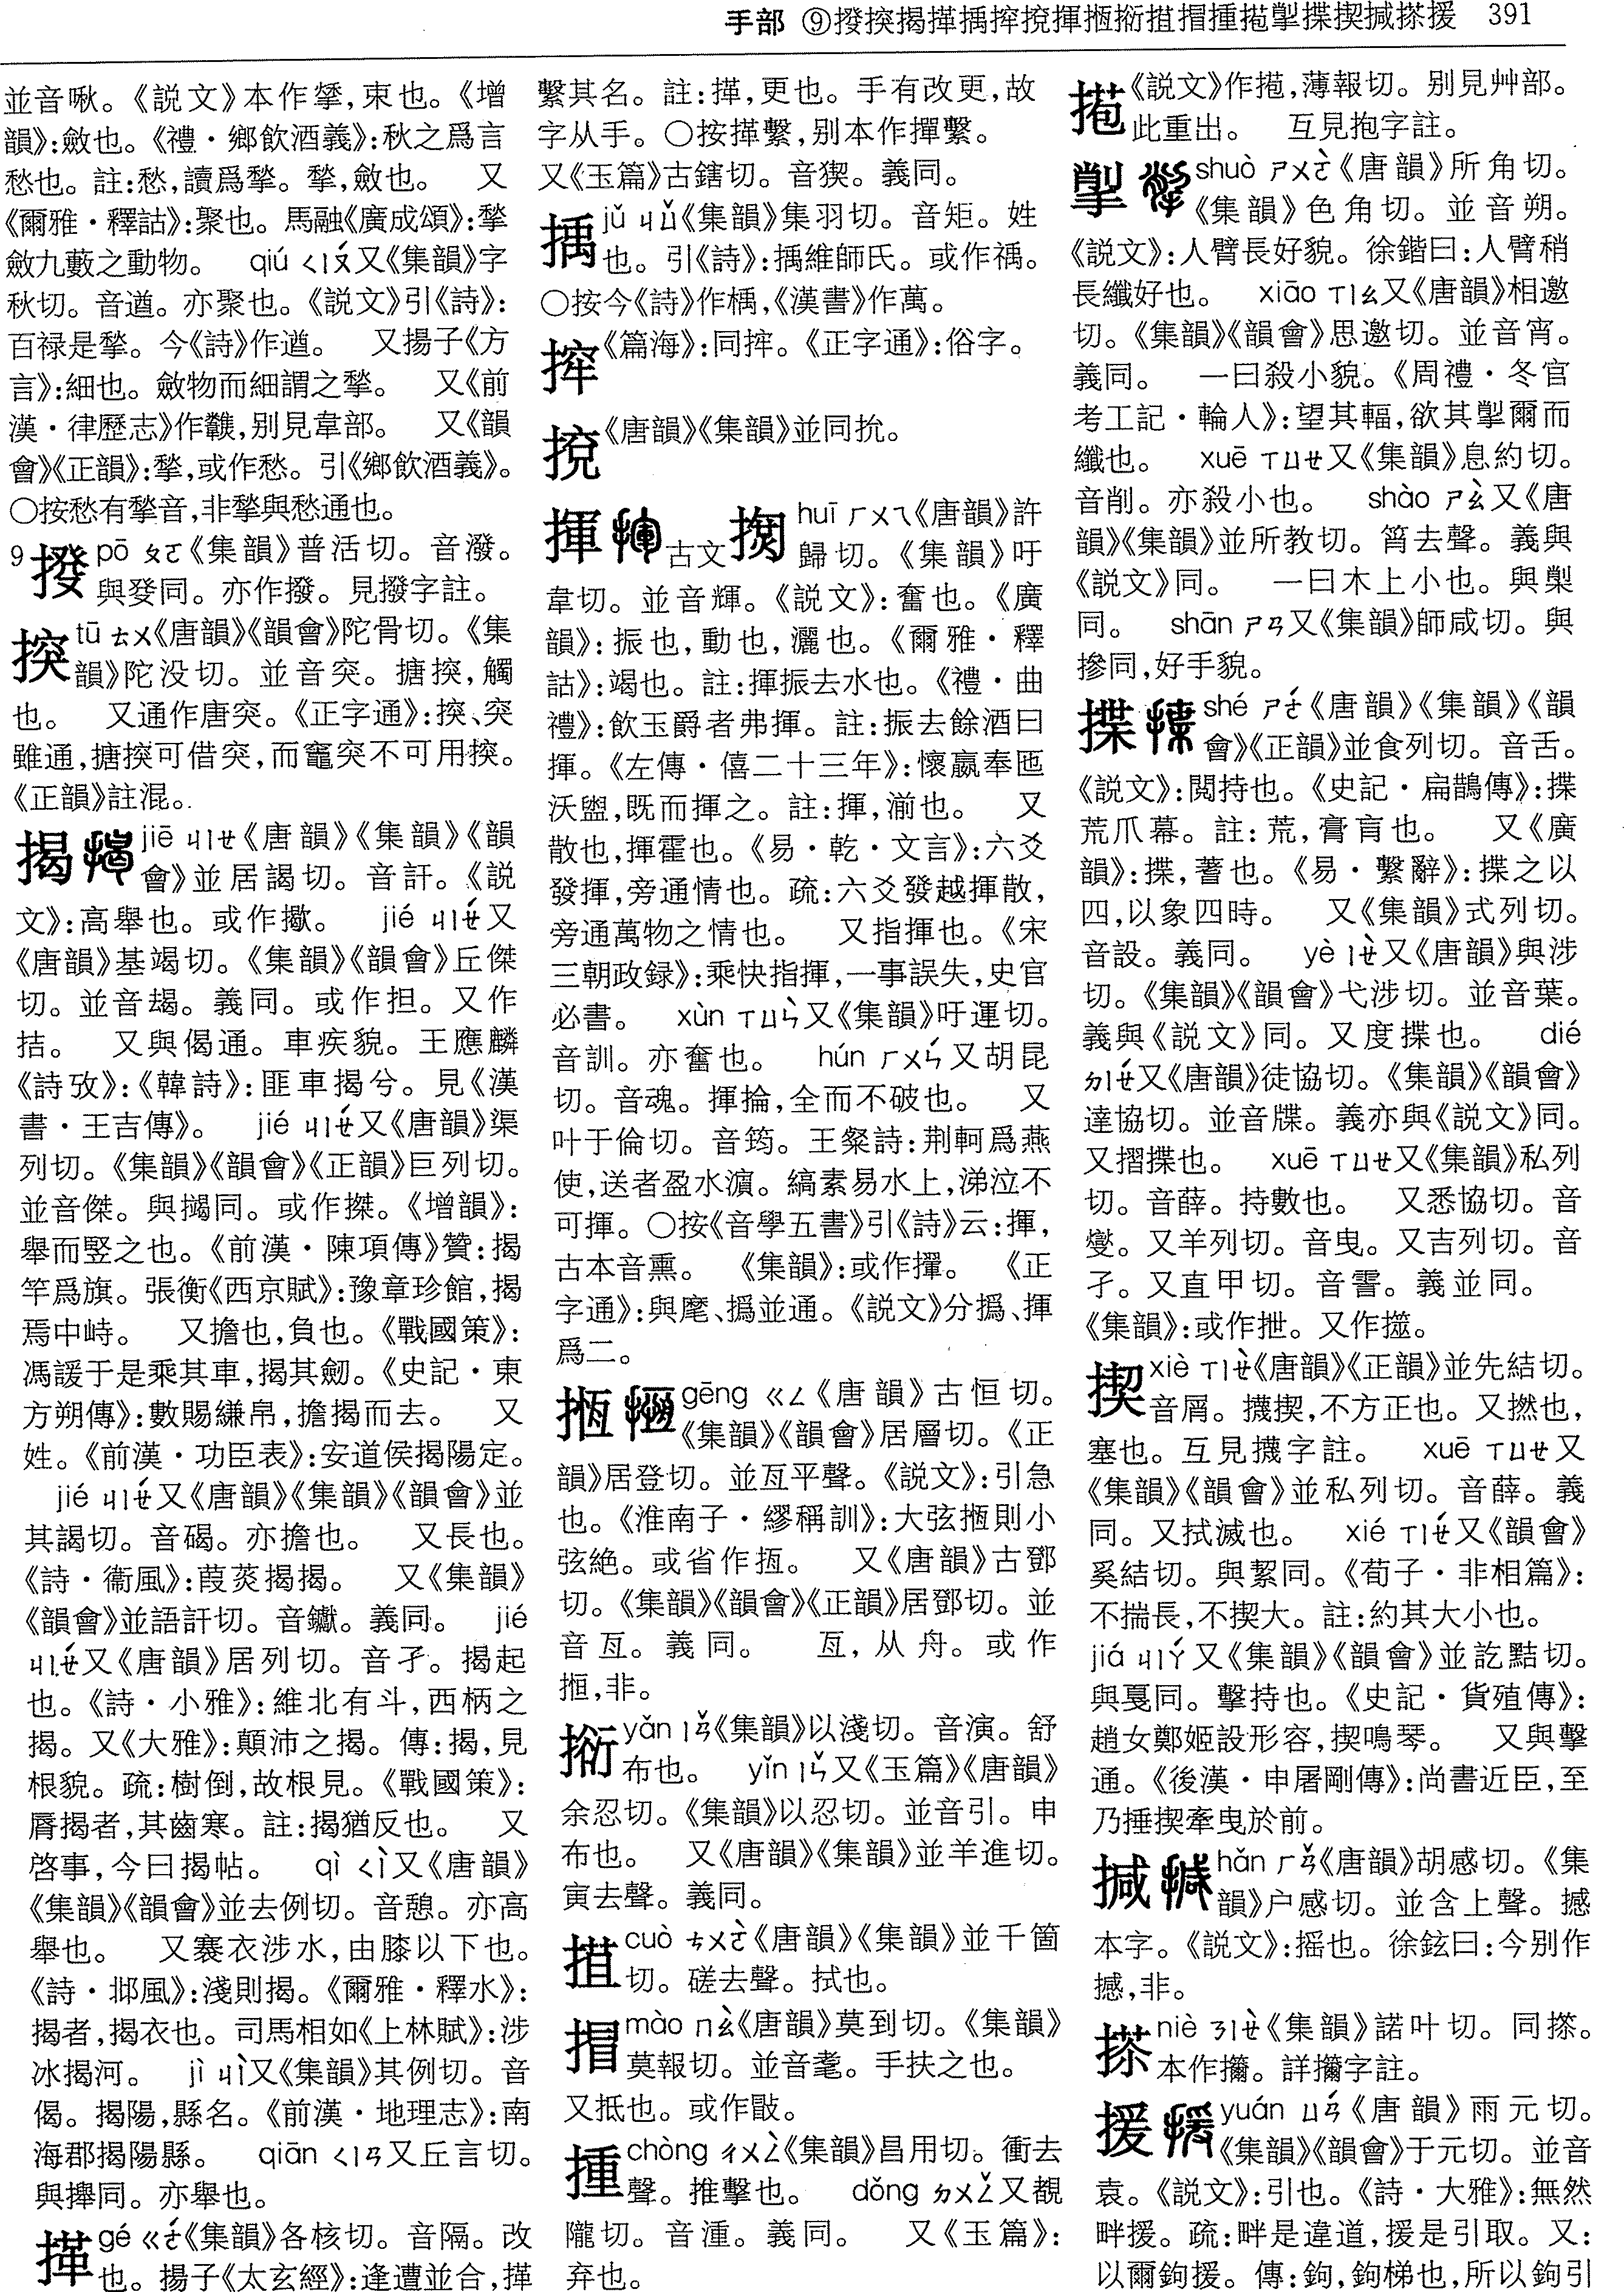 手部 ⑨撥揬揭㨒㩀㨐挩揮㨯㨙揸㨱揰㨐揱揲揳㨔㨆援 391
並音啾。《説文》本作𢯾,束也。《增
韻》:斂也。《禮·鄉飲酒義》:秋之爲言
愁也。註:愁,讀爲揫。揫,斂也。 又
《爾雅·釋詁》:聚也。馬融《廣成頌》:揫
斂九藪之動物。 qiú ㄑㄧㄡˊ又《集韻》字
秋切。音遒。亦聚也。《説文》引《詩》:
百禄是揫。今《詩》作遒。 又揚子《方
言》:細也。斂物而細謂之揫。 又《前
漢·律歷志》作,别見韋部。 又《韻
會》《正韻》:揫,或作愁。引《鄉飲酒義》。
○按愁有揫音,非揫與愁通也。
9 pō ㄆㄛ《集韻》普活切。音潑。
與癹同。亦作撥。見撥字註。
揬 tū ㄊㄨ《唐韻》《韻會》陀骨切。《集
韻》陀没切。並音突。搪揬,觸
也。 又通作唐突。《正字通》:揬、突
雖通,搪揬可借突,而竈突不可用揬。
《正韻》註混。
揭 jiē ㄐㄧㄝ《唐韻》《集韻》《韻
會》並居謁切。音訐。《説
文》:高舉也。或作撠。 jié ㄐㄧㄝˊ又
《唐韻》基竭切。《集韻》《韻會》丘傑
切。並音朅。義同。或作担。又作
拮。 又與偈通。車疾貌。王應麟
《詩攷》:《韓詩》:匪車揭兮。見《漢
書·王吉傳》。 jié ㄐㄧㄝˊ又《唐韻》渠
列切。《集韻》《韻會》《正韻》巨列切。
並音傑。與擖同。或作搩。《增韻》:
舉而竪之也。《前漢·陳項傳》贊:揭
竿爲旗。張衡《西京賦》:豫章珍館,揭
焉中峙。 又擔也,負也。《戰國策》:
馮諼于是乘其車,揭其劒。《史記·東
方朔傳》:數賜縑帛,擔揭而去。 又
姓。《前漢·功臣表》:安道侯揭陽定。
jié ㄐㄧㄝˊ又《唐韻》《集韻》《韻會》並
其謁切。音碣。亦擔也。 又長也。
《詩·衞風》:葭菼揭揭。 又《集韻》
《韻會》並語訐切。音钀。義同。 jié
ㄐㄧㄝˊ又《唐韻》居列切。音孑。揭起
也。《詩·小雅》:維北有斗,西柄之
揭。又《大雅》:顛沛之揭。傳:揭,見
根貌。疏:樹倒,故根見。《戰國策》:
脣揭者,其齒寒。註:揭猶反也。 又
啓事,今曰揭帖。 qì ㄑㄧˋ又《唐韻》
《集韻》《韻會》並去例切。音憩。亦高
舉也。 又褰衣涉水,由膝以下也。
《詩·邶風》:淺則揭。《爾雅·釋水》:
揭者,揭衣也。司馬相如《上林賦》:涉
冰揭河。 jì ㄐㄧˋ又《集韻》其例切。音
偈。揭陽,縣名。《前漢·地理志》:南
海郡揭陽縣。 qiān ㄑㄧㄢ又丘言切。
與攑同。亦舉也。
㨒 gé ㄍㄜˊ《集韻》各核切。音隔。改
也。揚子《太玄經》:逢遭並合,㨒
繫其名。註:㨒,更也。手有改更,故
字从手。○按㨒繫,别本作撣繫。
又《玉篇》古鎋切。音猰。義同。
jǔ ㄐㄩˇ《集韻》集羽切。音矩。姓
也。引《詩》:維師氏。或作禑。
○按今《詩》作楀,《漢書》作萬。
《篇海》:同捽。《正字通》:俗字。
《唐韻》《集韻》並同抭。
揮 古文 huī ㄏㄨㄟ《唐韻》許
歸切。《集韻》吁
韋切。並音輝。《説文》:奮也。《廣
韻》:振也,動也,灑也。《爾雅·釋
詁》:竭也。註:揮振去水也。《禮·曲
禮》:飲玉爵者弗揮。註:振去餘酒曰
揮。《左傳·僖二十三年》:懷嬴奉匜
沃盥,既而揮之。註:揮,湔也。 又
散也,揮霍也。《易·乾·文言》:六爻
發揮,旁通情也。疏:六爻發越揮散,
旁通萬物之情也。 又指揮也。《宋
三朝政録》:乘快指揮,一事誤失,史官
必書。 xùn ㄒㄩㄣˋ又《集韻》吁運切。
音訓。亦奮也。 hún ㄏㄨㄣˊ又胡昆
切。音魂。揮掄,全而不破也。 又
叶于倫切。音筠。王粲詩:荆軻爲燕
使,送者盈水濵。縞素易水上,涕泣不
可揮。○按《音學五書》引《詩》云:揮,
古本音熏。 《集韻》:或作㩌。 《正
字通》:與麾、撝並通。《説文》分撝、揮
爲二。
gēng ㄍㄥ《唐韻》古恒切。
《集韻》《韻會》居層切。《正
韻》居登切。並亙平聲。《説文》:引急
也。《淮南子·繆稱訓》:大弦則小
弦絶。或省作㧶。 又《唐韻》古鄧
切。《集韻》《韻會》《正韻》居鄧切。並
音亙。義同。 亙,从舟。或作
搄,非。
yǎn ㄧㄢˇ《集韻》以淺切。音演。舒
布也。 yǐn ㄧㄣˇ又《玉篇》《唐韻》
余忍切。《集韻》以忍切。並音引。申
布也。 又《唐韻》《集韻》並羊進切。
寅去聲。義同。
cuò ㄘㄨㄛˋ《唐韻》《集韻》並千箇
切。磋去聲。拭也。
mào ㄇㄠˋ《唐韻》莫到切。《集韻》
莫報切。並音耄。手扶之也。
又抵也。或作㪞。
揰 chòng ㄔㄨㄥˋ《集韻》昌用切。衝去
聲。推擊也。 dǒng ㄉㄨㄥˇ又覩
隴切。音湩。義同。 又《玉篇》:
弃也。
《説文》作,薄報切。别見艸部。
此重出。 互見抱字註。
揱 shuò ㄕㄨㄛˋ《唐韻》所角切。
《集韻》色角切。並音朔。
《説文》:人臂長好貌。徐鍇曰:人臂稍
長纖好也。 xiāo ㄒㄧㄠ又《唐韻》相邀
切。《集韻》《韻會》思邀切。並音宵。
義同。 一曰殺小貌。《周禮·冬官
考工記·輪人》:望其輻,欲其揱爾而
纖也。 xuē ㄒㄩㄝ又《集韻》息約切。
音削。亦殺小也。 shào ㄕㄠˋ又《唐
韻》《集韻》並所教切。筲去聲。義與
《説文》同。 一曰木上小也。與㮶
同。 shān ㄕㄢ又《集韻》師咸切。與
摻同,好手貌。
揲 shé ㄕㄜˊ《唐韻》《集韻》《韻
會》《正韻》並食列切。音舌。
《説文》:閲持也。《史記·扁鵲傳》:揲
荒爪幕。註:荒,膏肓也。 又《廣
韻》:揲,蓍也。《易·繫辭》:揲之以
四,以象四時。 又《集韻》式列切。
音設。義同。 yè ㄧㄝˋ又《唐韻》與涉
切。《集韻》《韻會》弋涉切。並音葉。
義與《説文》同。又度揲也。 dié
ㄉㄧㄝˊ又《唐韻》徒協切。《集韻》《韻會》
達協切。並音牒。義亦與《説文》同。
又摺揲也。 xuē ㄒㄩㄝ又《集韻》私列
切。音薛。持數也。 又悉協切。音
燮。又羊列切。音曳。又吉列切。音
孑。又直甲切。音霅。義並同。
《集韻》:或作抴。又作㩸。
揳 xiè ㄒㄧㄝˋ《唐韻》《正韻》並先結切。
音屑。攕揳,不方正也。又撚也,
塞也。互見攕字註。 xuē ㄒㄩㄝ又
《集韻》《韻會》並私列切。音薛。義
同。又拭滅也。 xié ㄒㄧㄝˊ又《韻會》
奚結切。與絜同。《荀子·非相篇》:
不揣長,不揳大。註:約其大小也。
jiá ㄐㄧㄚˊ又《集韻》《韻會》並訖黠切。
與戛同。擊持也。《史記·貨殖傳》:
趙女鄭姬設形容,揳鳴琴。 又與擊
通。《後漢·申屠剛傳》:尚書近臣,至
乃捶揳牽曳於前。
㨔 hǎn ㄏㄢˇ《唐韻》胡感切。《集
韻》户感切。並含上聲。撼
本字。《説文》:揺也。徐鉉曰:今别作
撼,非。
niè ㄋㄧㄝˋ《集韻》諾叶切。同㨆。
本作㩶。詳㩶字註。
援 yuán ㄩㄢˊ《唐韻》雨元切。
《集韻》《韻會》于元切。並音
袁。《説文》:引也。《詩·大雅》:無然
畔援。疏:畔是違道,援是引取。又:
以爾鉤援。傳:鉤,鉤梯也,所以鉤引